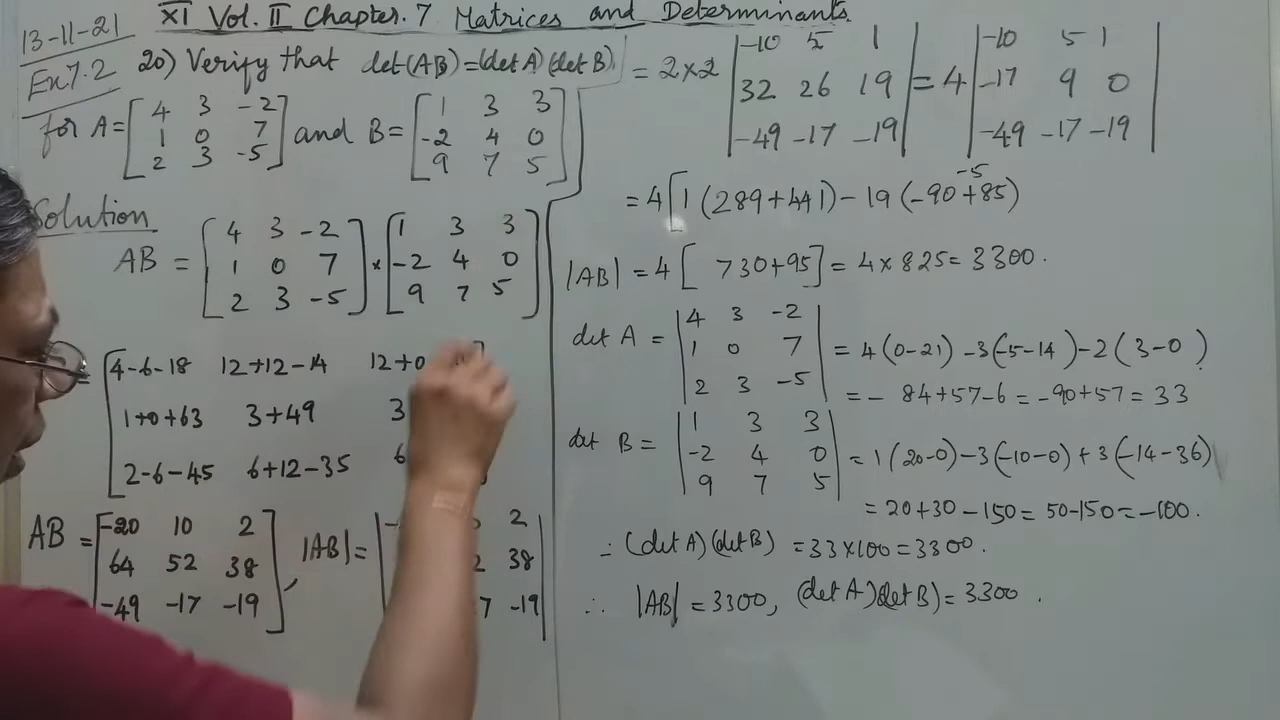 13-11-21
XI Vol. II Chapter. 7 Matrices and Determinants
Ex 7.2
20) Verify that det(AB)=(det A)(det B)
for A= [4 3 -2
1 0 7
2 3 -5] and B= [1 3 3
-2 4 0
9 7 5]
Solution
AB = [4 3 -2
1 0 7
2 3 -5] × [1 3 3
-2 4 0
9 7 5]
= [4-6-18 12+12-14 12+0
1+0+63 3+49 3
2-6-45 6+12-35 6
AB = [-20 10 2
64 52 38
-49 -17 -19], |AB|= | 2
38
7 -19|
= 2×2 |-10 5 1
32 26 19
-49 -17 -19| = 4 |-10 5 1
-17 9 0
-49 -17 -19|
-5
= 4[1 (289+441) - 19 (-90+85)
|AB| = 4 [ 730+95] = 4 × 825 = 3300.
det A = |4 3 -2
1 0 7
2 3 -5| = 4(0-21) -3(-5-14) -2 (3-0)
= - 84+57-6 = -90+57 = 33
det B = |1 3 3
-2 4 0
9 7 5| = 1(20-0) -3(-10-0) + 3(-14-36)
= 20+30-150 = 50-150 = -100.
∴ (det A)(det B) = 33×100 = 3300.
∴ |AB| = 3300, (det A)(det B) = 3300.